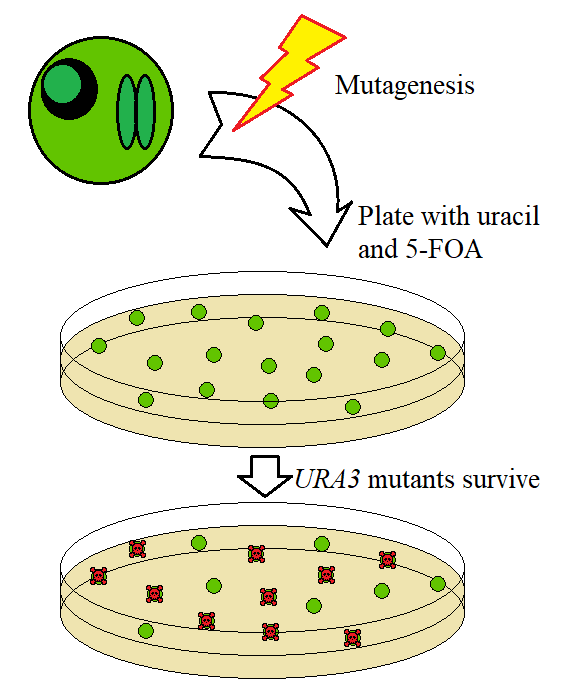 Mutagenesis
Plate with uracil
and 5-FOA
URA3 mutants survive